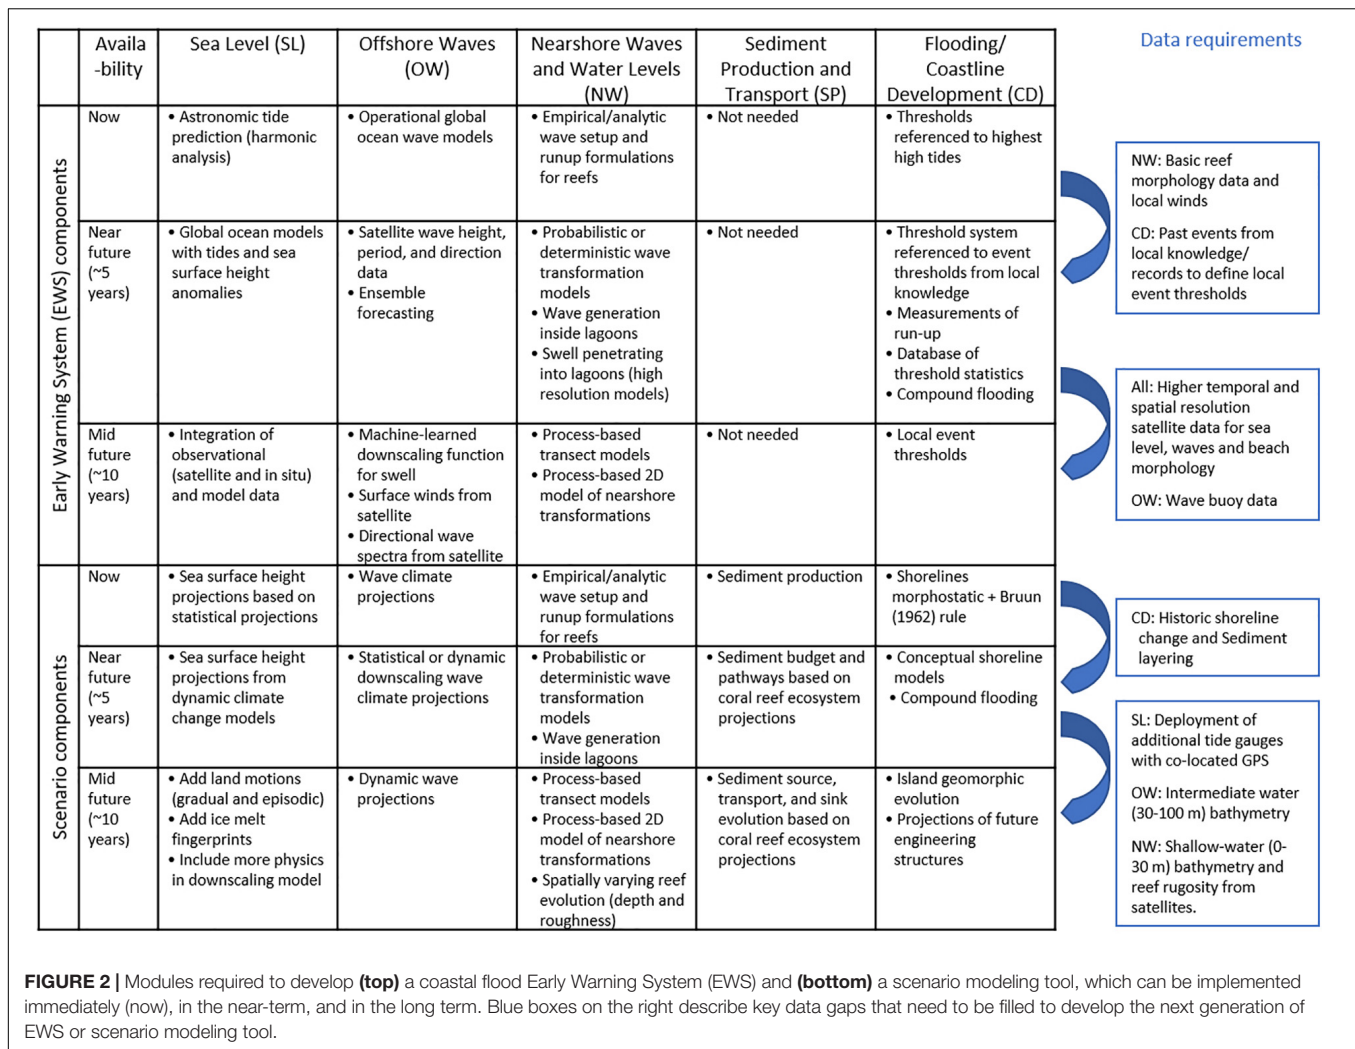 Availa
-bility
Sea Level (SL)
Offshore Waves
(OW)
Nearshore Waves
and Water Levels
(NW)
Sediment
Production and
Transport (SP)
Flooding/
Coastline
Development (CD)
Data requirements
Early Warning System (EWS) components
Now
• Astronomic tide
prediction (harmonic
analysis)
• Operational global
ocean wave models
• Empirical/analytic
wave setup and
runup formulations
for reefs
• Not needed
• Thresholds
referenced to highest
high tides
Near
future
(~5
years)
• Global ocean models
with tides and sea
surface height
anomalies
• Satellite wave height,
period, and direction
data
• Ensemble
forecasting
• Probabilistic or
deterministic wave
transformation
models
• Wave generation
inside lagoons
• Swell penetrating
into lagoons (high
resolution models)
• Not needed
• Threshold system
referenced to event
thresholds from local
knowledge
• Measurements of
run-up
• Database of
threshold statistics
• Compound flooding
Mid
future
(~10
years)
• Integration of
observational
(satellite and in situ)
and model data
• Machine-learned
downscaling function
for swell
• Surface winds from
satellite
• Directional wave
spectra from satellite
• Process-based
transect models
• Process-based 2D
model of nearshore
transformations
• Not needed
• Local event
thresholds
Scenario components
Now
• Sea surface height
projections based on
statistical projections
• Wave climate
projections
• Empirical/analytic
wave setup and
runup formulations
for reefs
• Sediment production
• Shorelines
morphostatic + Bruun
(1962) rule
Near
future
(~5
years)
• Sea surface height
projections from
dynamic climate
change models
• Statistical or dynamic
downscaling wave
climate projections
• Probabilistic or
deterministic wave
transformation
models
• Wave generation
inside lagoons
• Sediment budget and
pathways based on
coral reef ecosystem
projections
• Conceptual shoreline
models
• Compound flooding
Mid
future
(~10
years)
• Add land motions
(gradual and episodic)
• Add ice melt
fingerprints
• Include more physics
in downscaling model
• Dynamic wave
projections
• Process-based
transect models
• Process-based 2D
model of nearshore
transformations
• Spatially varying reef
evolution (depth and
roughness)
• Sediment source,
transport, and sink
evolution based on
coral reef ecosystem
projections
• Island geomorphic
evolution
• Projections of future
engineering
structures
NW: Basic reef
morphology data and
local winds
CD: Past events from
local knowledge/
records to define local
event thresholds
All: Higher temporal and
spatial resolution
satellite data for sea
level, waves and beach
morphology
OW: Wave buoy data
CD: Historic shoreline
change and Sediment
layering
SL: Deployment of
additional tide gauges
with co-located GPS
OW: Intermediate water
(30-100 m) bathymetry
NW: Shallow-water (0-
30 m) bathymetry and
reef rugosity from
satellites.
FIGURE 2 | Modules required to develop (top) a coastal flood Early Warning System (EWS) and (bottom) a scenario modeling tool, which can be implemented
immediately (now), in the near-term, and in the long term. Blue boxes on the right describe key data gaps that need to be filled to develop the next generation of
EWS or scenario modeling tool.